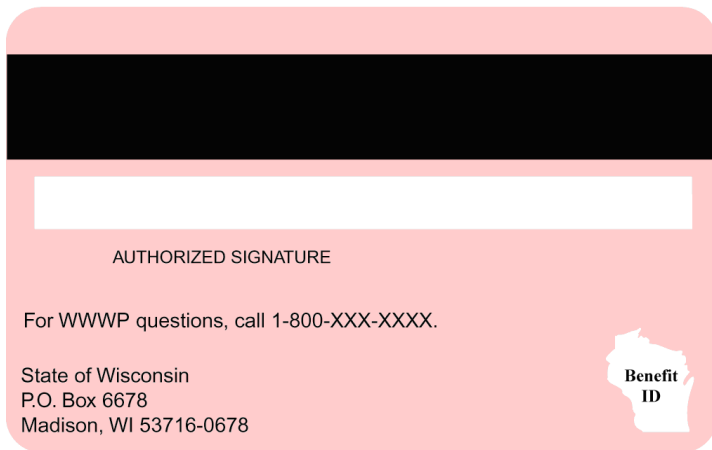 AUTHORIZED SIGNATURE
For WWWP questions, call 1-800-XXX-XXXX.
State of Wisconsin
P.O. Box 6678
Madison, WI 53716-0678
Benefit
ID